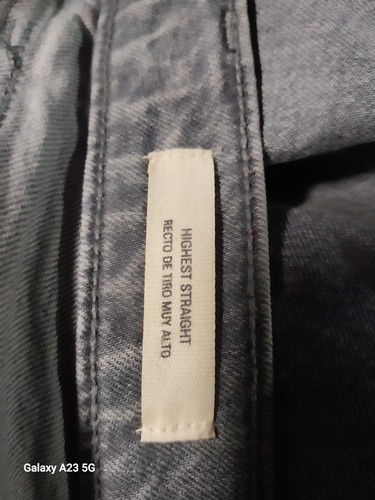 HIGHEST STRAIGHT
RECTO DE TIRO MUY ALTO
Galaxy A23 5G